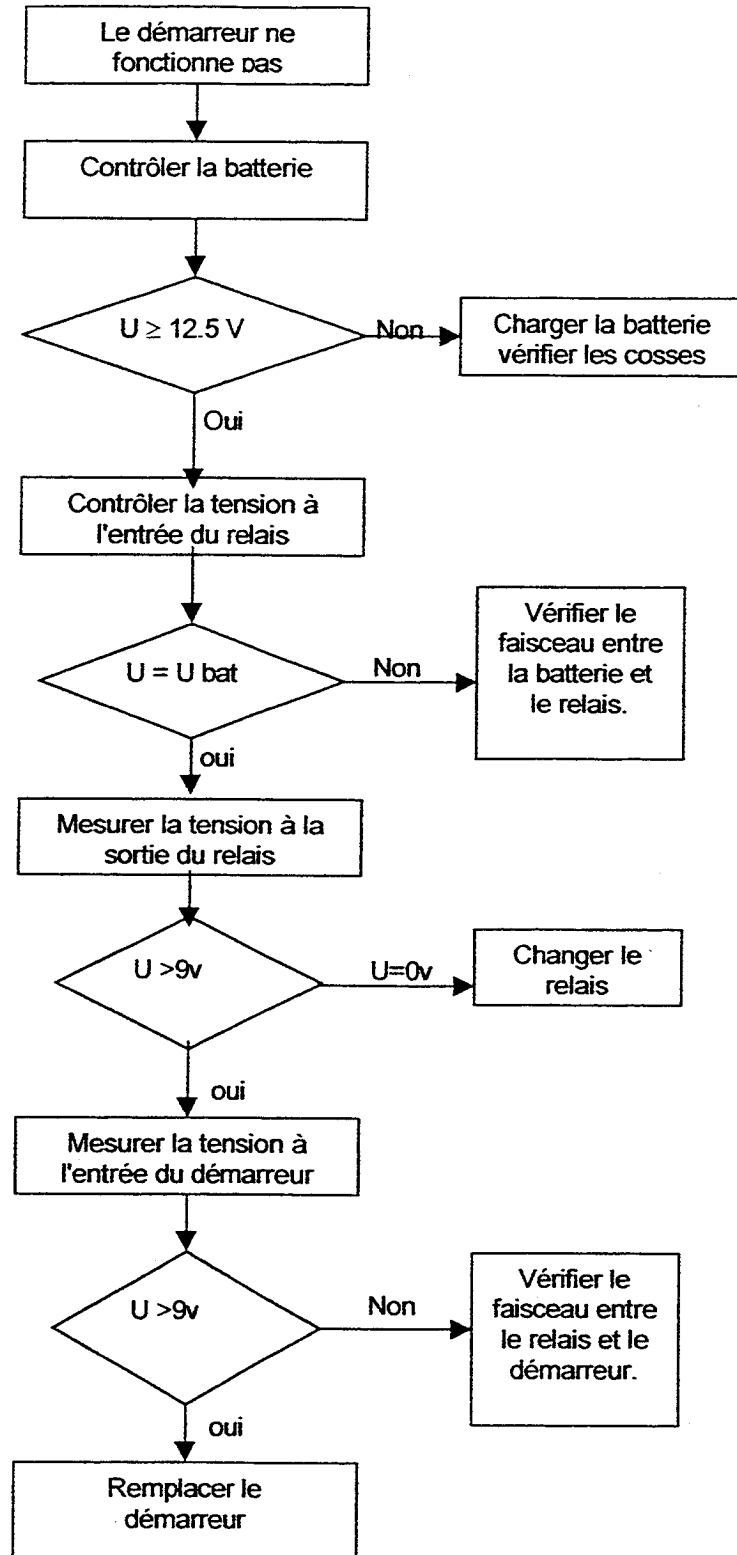 Le démarreur ne
fonctionne pas
Contrôler la batterie
U ≥ 12.5 V
Non
Charger la batterie
vérifier les cosses
Oui
Contrôler la tension à
l'entrée du relais
U = U bat
Non
Vérifier le
faisceau entre
la batterie et
le relais.
oui
Mesurer la tension à la
sortie du relais
U >9v
U=0v
Changer le
relais
oui
Mesurer la tension à
l'entrée du démarreur
U >9v
Non
Vérifier le
faisceau entre
le relais et le
démarreur.
oui
Remplacer le
démarreur